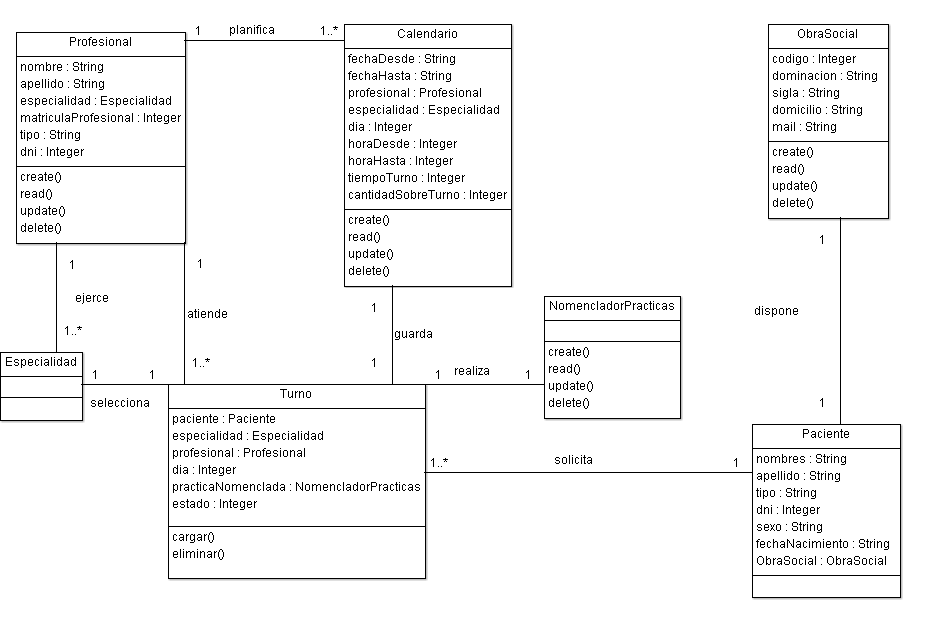 Profesional
nombre : String
apellido : String
especialidad : Especialidad
matriculaProfesional : Integer
tipo : String
dni : Integer
create()
read()
update()
delete()
1 planifica 1..*
Calendario
fechaDesde : String
fechaHasta : String
profesional : Profesional
especialidad : Especialidad
dia : Integer
horaDesde : Integer
horaHasta : Integer
tiempoTurno : Integer
cantidadSobreTurno : Integer
create()
read()
update()
delete()
ObraSocial
codigo : Integer
dominacion : String
sigla : String
domicilio : String
mail : String
create()
read()
update()
delete()
1
ejerce
1..*
1
atiende
1..*
1
guarda
1
NomencladorPracticas
create()
read()
update()
delete()
1
dispone
1
Especialidad
1 1
selecciona
1 realiza 1
Turno
paciente : Paciente
especialidad : Especialidad
profesional : Profesional
dia : Integer
practicaNomenclada : NomencladorPracticas
estado : Integer
cargar()
eliminar()
1..* solicita 1
Paciente
nombres : String
apellido : String
tipo : String
dni : Integer
sexo : String
fechaNacimiento : String
ObraSocial : ObraSocial